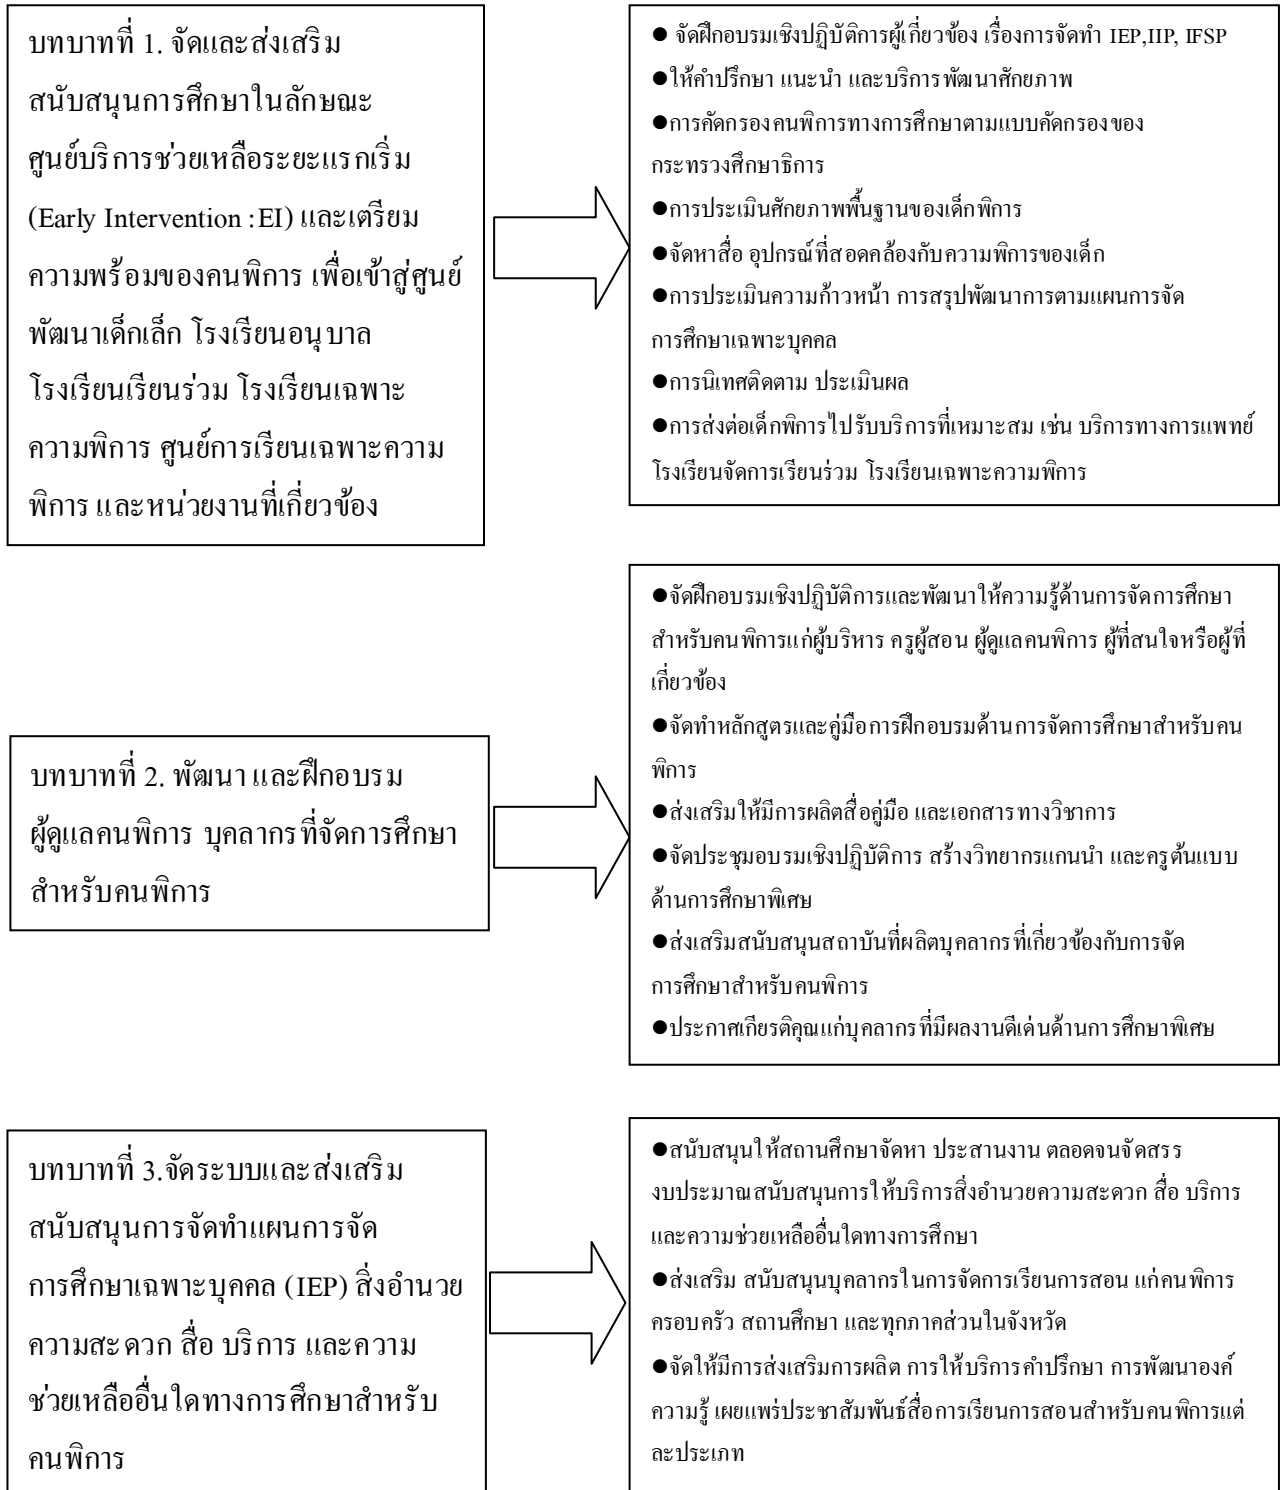 บทบาทที่ 1. จัดและส่งเสริม
สนับสนุนการศึกษาในลักษณะ
ศูนย์บริการช่วยเหลือระยะแรกเริ่ม
(Early Intervention :EI) และเตรียม
ความพร้อมของคนพิการ เพื่อเข้าสู่ศูนย์
พัฒนาเด็กเล็ก โรงเรียนอนุบาล
โรงเรียนเรียนร่วม โรงเรียนเฉพาะ
ความพิการ ศูนย์การเรียนเฉพาะความ
พิการ และหน่วยงานที่เกี่ยวข้อง
● จัดฝึกอบรมเชิงปฏิบัติการผู้เกี่ยวข้อง เรื่องการจัดทำ IEP,IIP, IFSP
●ให้คำปรึกษา แนะนำ และบริการพัฒนาศักยภาพ
●การคัดกรองคนพิการทางการศึกษาตามแบบคัดกรองของ
กระทรวงศึกษาธิการ
●การประเมินศักยภาพพื้นฐานของเด็กพิการ
●จัดหาสื่อ อุปกรณ์ที่สอดคล้องกับความพิการของเด็ก
●การประเมินความก้าวหน้า การสรุปพัฒนาการตามแผนการจัด
การศึกษาเฉพาะบุคคล
●การนิเทศติดตาม ประเมินผล
●การส่งต่อเด็กพิการไปรับบริการที่เหมาะสม เช่น บริการทางการแพทย์
โรงเรียนจัดการเรียนร่วม โรงเรียนเฉพาะความพิการ
บทบาทที่ 2. พัฒนา และฝึกอบรม
ผู้ดูแลคนพิการ บุคลากรที่จัดการศึกษา
สำหรับคนพิการ
●จัดฝึกอบรมเชิงปฏิบัติการและพัฒนาให้ความรู้ด้านการจัดการศึกษา
สำหรับคนพิการแก่ผู้บริหาร ครูผู้สอน ผู้ดูแลคนพิการ ผู้ที่สนใจหรือผู้ที่
เกี่ยวข้อง
●จัดทำหลักสูตรและคู่มือการฝึกอบรมด้านการจัดการศึกษาสำหรับคน
พิการ
●ส่งเสริมให้มีการผลิตสื่อคู่มือ และเอกสารทางวิชาการ
●จัดประชุมอบรมเชิงปฏิบัติการ สร้างวิทยากรแกนนำ และครูต้นแบบ
ด้านการศึกษาพิเศษ
●ส่งเสริมสนับสนุนสถาบันที่ผลิตบุคลากรที่เกี่ยวข้องกับการจัด
การศึกษาสำหรับคนพิการ
●ประกาศเกียรติคุณแก่บุคลากรที่มีผลงานดีเด่นด้านการศึกษาพิเศษ
บทบาทที่ 3.จัดระบบและส่งเสริม
สนับสนุนการจัดทำแผนการจัด
การศึกษาเฉพาะบุคคล (IEP) สิ่งอำนวย
ความสะดวก สื่อ บริการ และความ
ช่วยเหลืออื่นใดทางการศึกษาสำหรับ
คนพิการ
●สนับสนุนให้สถานศึกษาจัดหา ประสานงาน ตลอดจนจัดสรร
งบประมาณสนับสนุนการให้บริการสิ่งอำนวยความสะดวก สื่อ บริการ
และความช่วยเหลืออื่นใดทางการศึกษา
●ส่งเสริม สนับสนุนบุคลากรในการจัดการเรียนการสอน แก่คนพิการ
ครอบครัว สถานศึกษา และทุกภาคส่วนในจังหวัด
●จัดให้มีการส่งเสริมการผลิต การให้บริการคำปรึกษา การพัฒนาองค์
ความรู้ เผยแพร่ประชาสัมพันธ์สื่อการเรียนการสอนสำหรับคนพิการแต่
ละประเภท